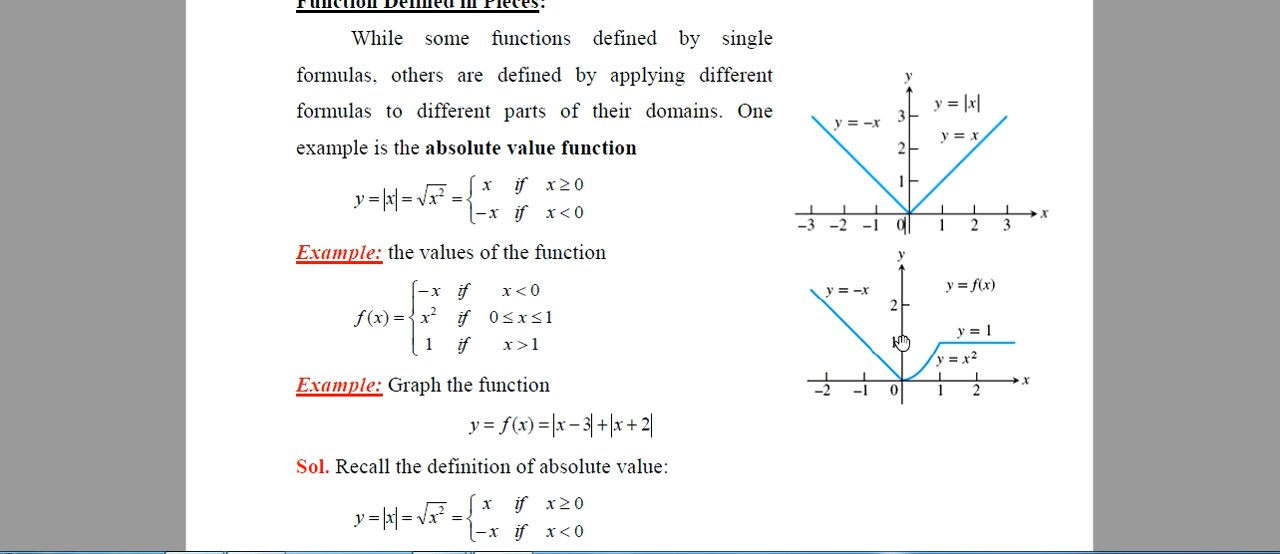 Function Defined in Pieces:
While some functions defined by single
formulas, others are defined by applying different
formulas to different parts of their domains. One
example is the absolute value function
y = |x| = √x² = { x if x ≥ 0
−x if x < 0
Example: the values of the function
f(x) = { −x if x < 0
x² if 0 ≤ x ≤ 1
1 if x > 1
Example: Graph the function
y = f(x) = |x − 3| + |x + 2|
Sol. Recall the definition of absolute value:
y = |x| = √x² = { x if x ≥ 0
−x if x < 0
y
y = |x|
y = −x
3
y = x
2
1
−3 −2 −1 0 1 2 3 x
y
y = −x
y = f(x)
2
y = 1
y = x²
−2 −1 0 1 2 x